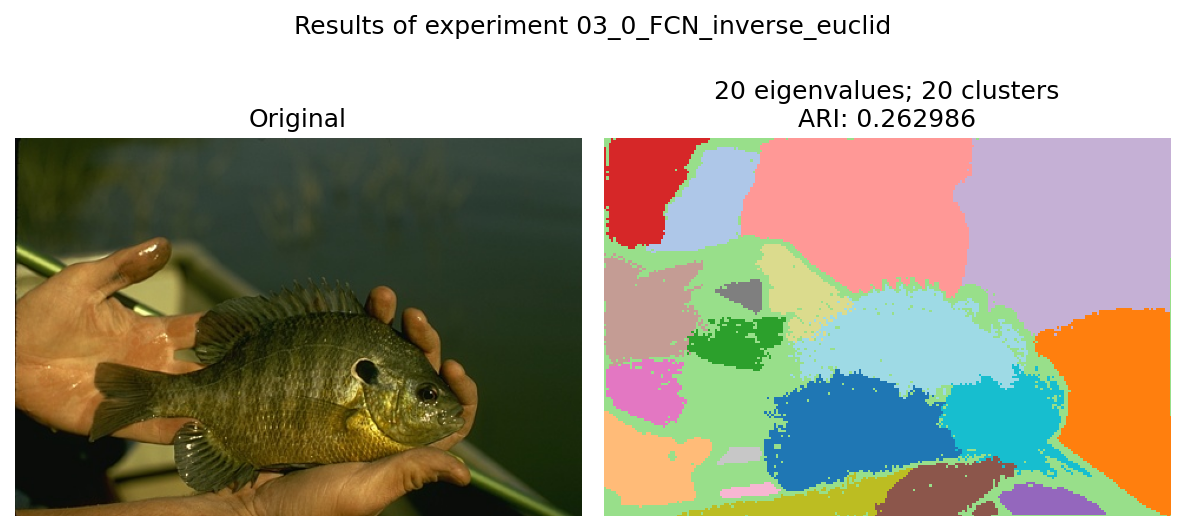 Results of experiment 03_0_FCN_inverse_euclid
Original
20 eigenvalues; 20 clusters
ARI: 0.262986